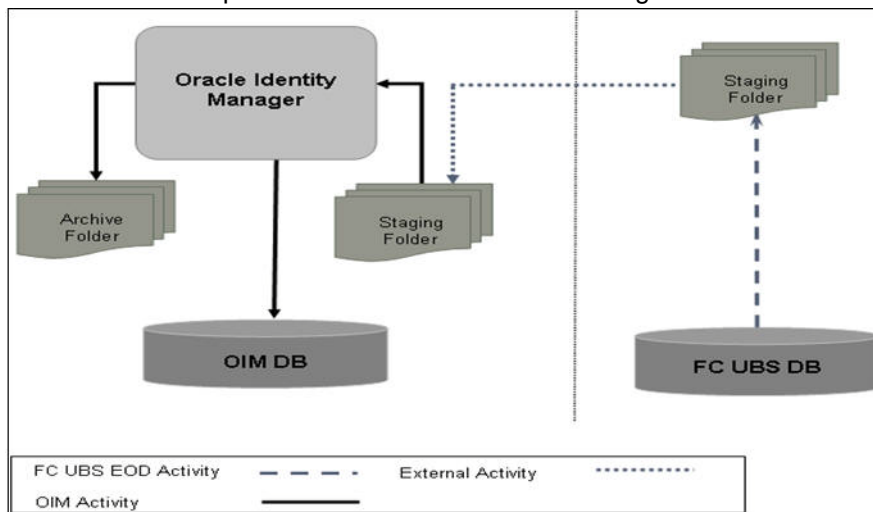 Oracle Identity
Manager
Staging
Folder
Archive
Folder
Staging
Folder
OIM DB
FC UBS DB
FC UBS EOD Activity
External Activity
OIM Activity